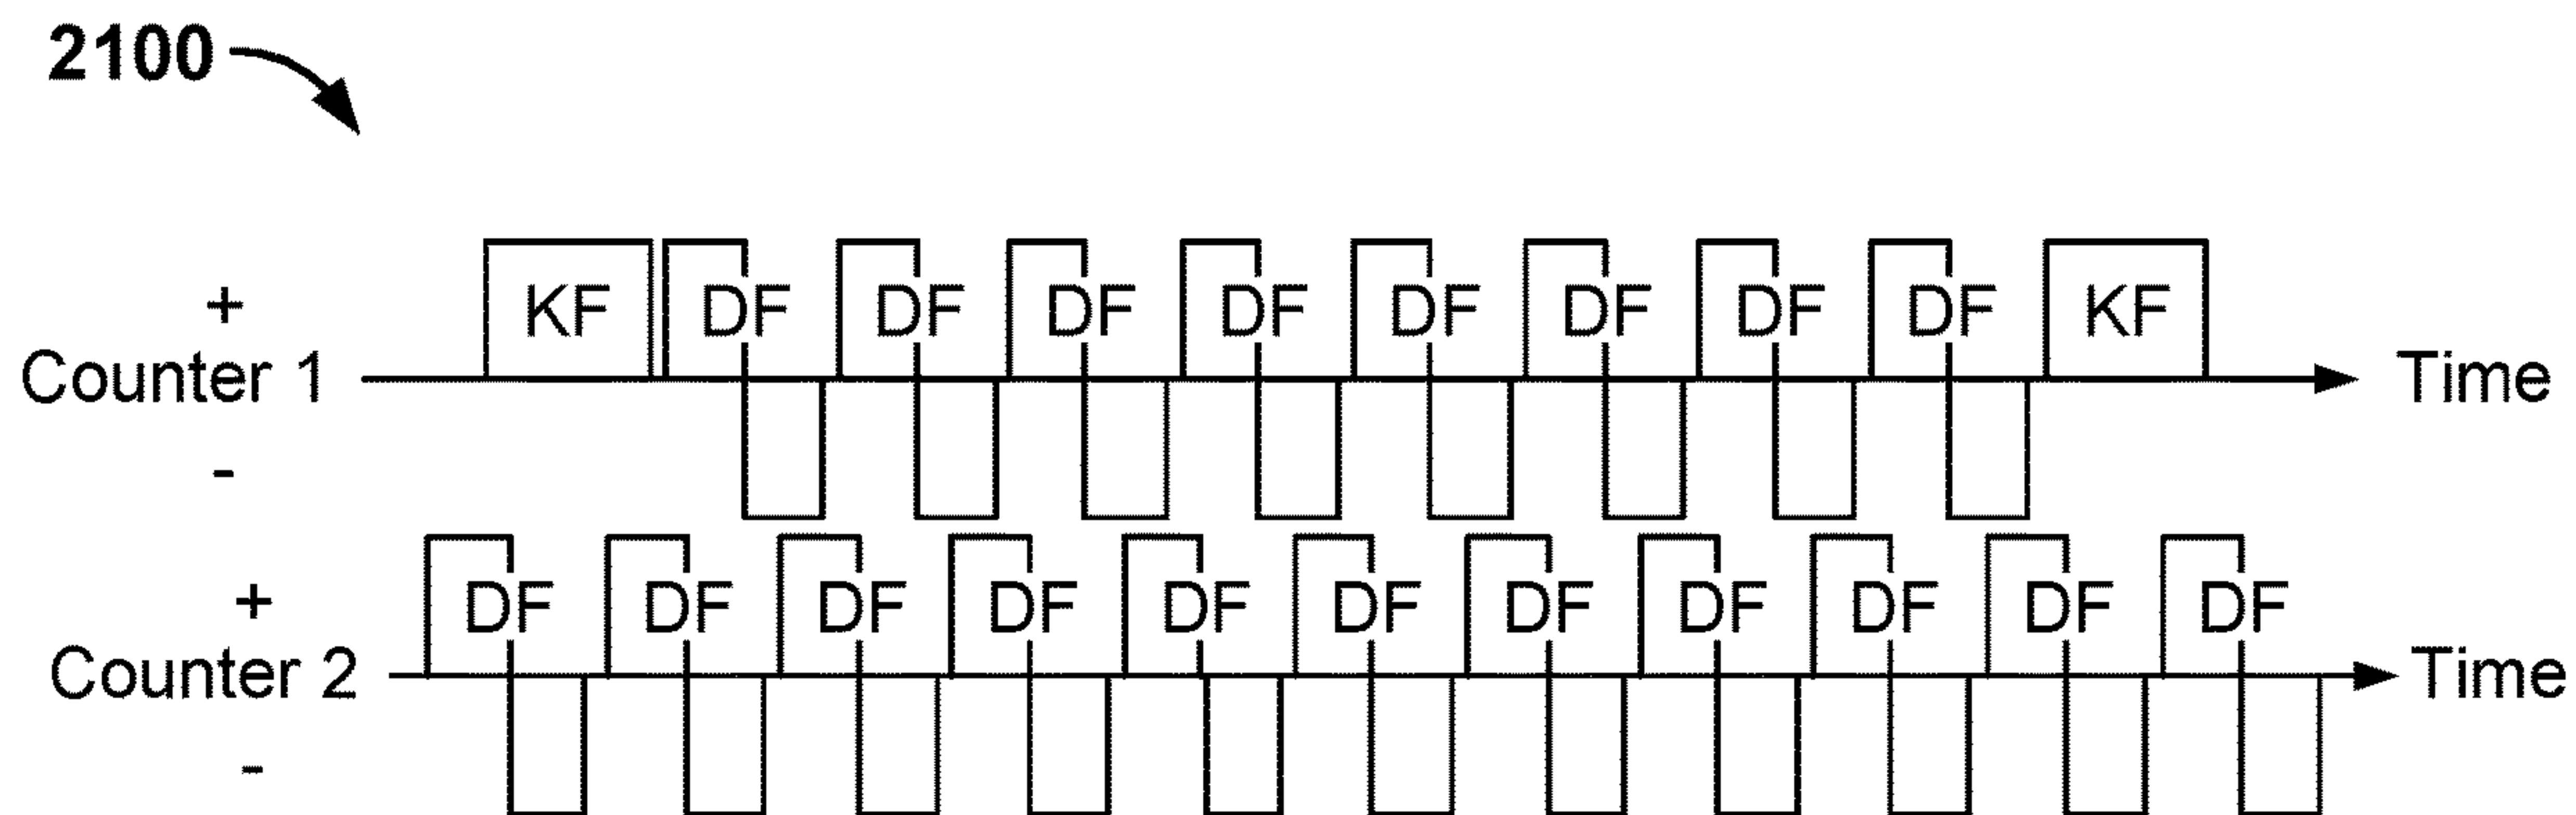 2100
KF DF DF DF DF DF DF DF DF KF
+
Counter 1
-
Time
DF DF DF DF DF DF DF DF DF DF DF
+
Counter 2
-
Time